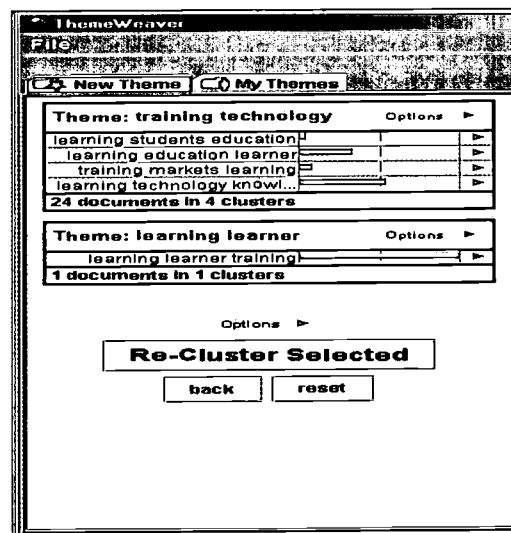 ThemeWeaver
File
New Theme My Themes
Theme: training technology Options
learning students education
learning education learner
training markets learning
learning technology knowl...
24 documents in 4 clusters
Theme: learning learner Options
learning learner training
1 documents in 1 clusters
Options
Re-Cluster Selected
back reset